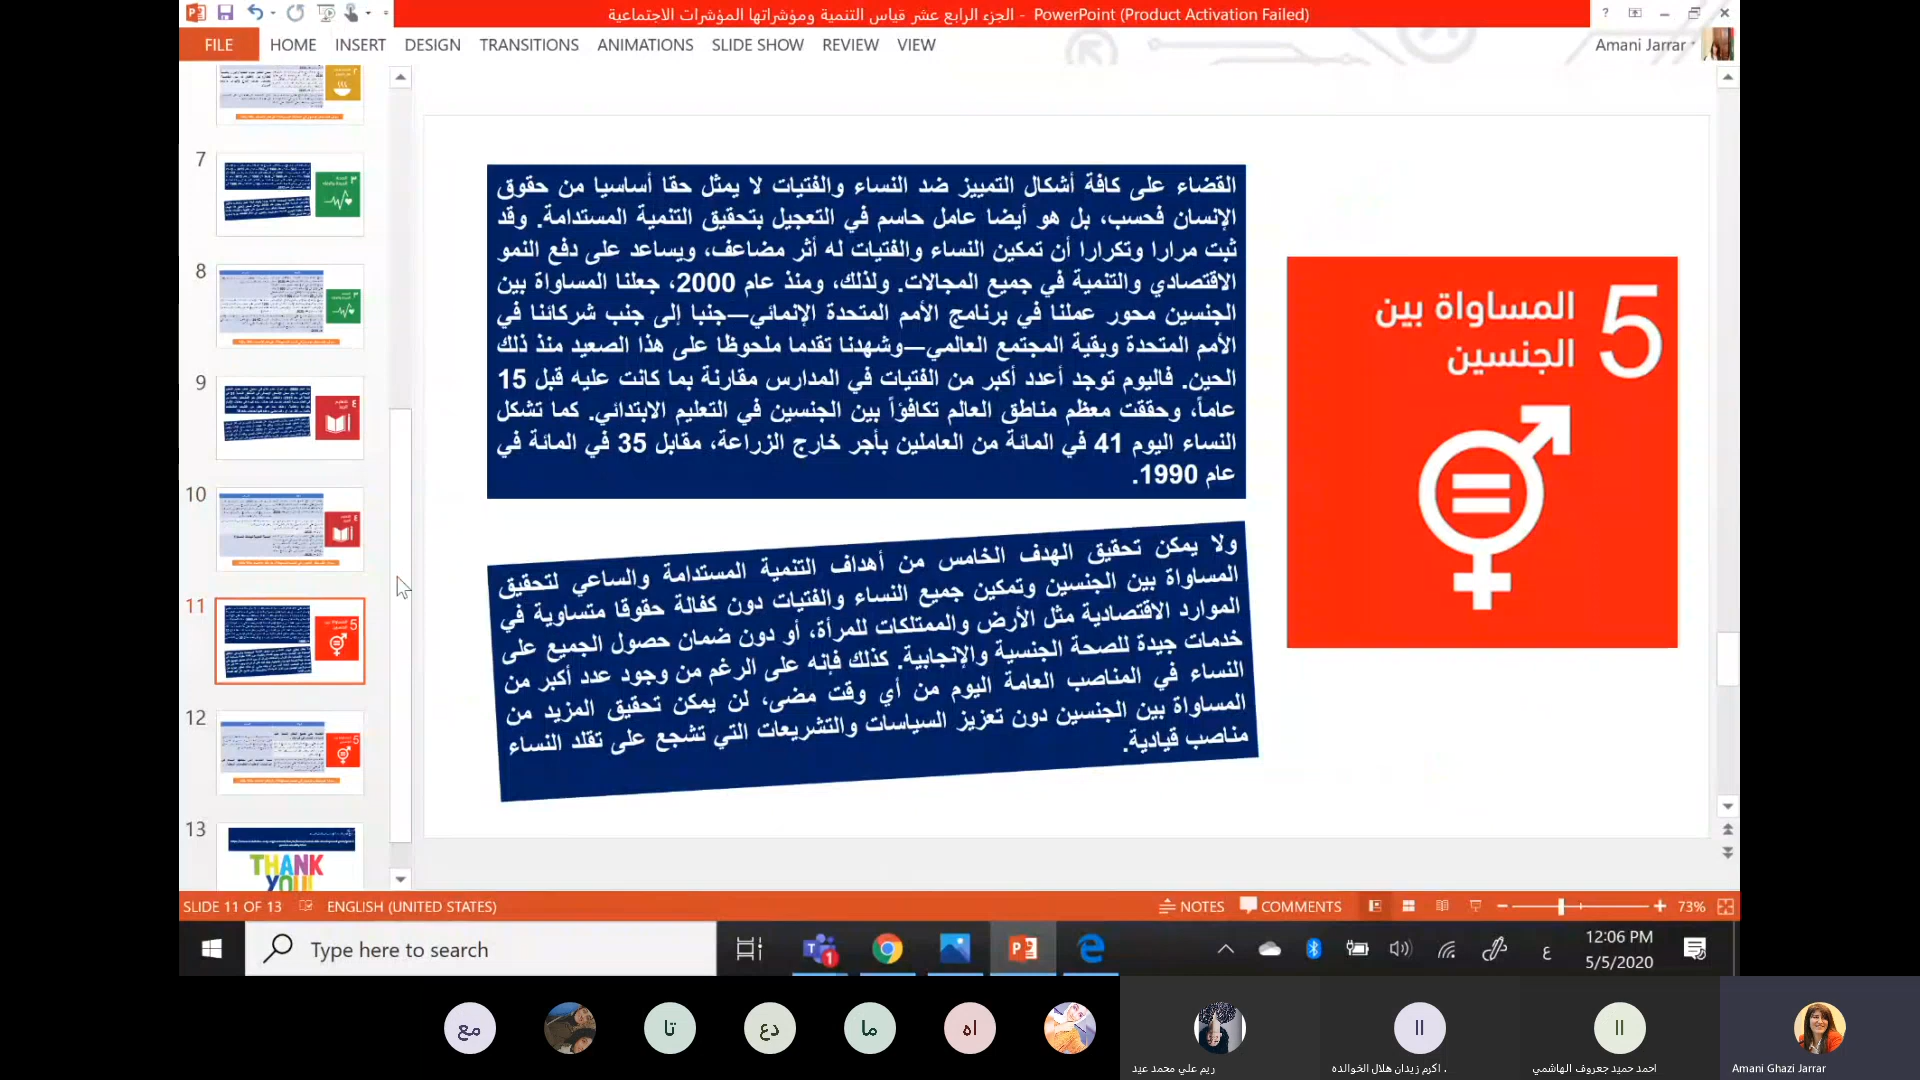 الجزء الرابع عشر قياس التنمية ومؤشراتها المؤشرات الاجتماعية - PowerPoint (Product Activation Failed)
FILE HOME INSERT DESIGN TRANSITIONS ANIMATIONS SLIDE SHOW REVIEW VIEW
Amani Jarrar
7
8
9
10
11
12
13
THANK
YOU!
القضاء على كافة أشكال التمييز ضد النساء والفتيات لا يمثل حقا أساسيا من حقوق
الإنسان فحسب، بل هو أيضا عامل حاسم في التعجيل بتحقيق التنمية المستدامة. وقد
ثبت مرارا وتكرارا أن تمكين النساء والفتيات له أثر مضاعف، ويساعد على دفع النمو
الاقتصادي والتنمية في جميع المجالات. ولذلك، ومنذ عام 2000، جعلنا المساواة بين
الجنسين محور عملنا في برنامج الأمم المتحدة الإنمائي—جنبا إلى جنب شركائنا في
الأمم المتحدة وبقية المجتمع العالمي—وشهدنا تقدما ملحوظا على هذا الصعيد منذ ذلك
الحين. فاليوم توجد أعدد أكبر من الفتيات في المدارس مقارنة بما كانت عليه قبل 15
عاماً، وحققت معظم مناطق العالم تكافؤاً بين الجنسين في التعليم الابتدائي. كما تشكل
النساء اليوم 41 في المائة من العاملين بأجر خارج الزراعة، مقابل 35 في المائة في
عام 1990.
ولا يمكن تحقيق الهدف الخامس من أهداف التنمية المستدامة والساعي لتحقيق
المساواة بين الجنسين وتمكين جميع النساء والفتيات دون كفالة حقوقا متساوية في
الموارد الاقتصادية مثل الأرض والممتلكات للمرأة، أو دون ضمان حصول الجميع على
خدمات جيدة للصحة الجنسية والإنجابية. كذلك فإنه على الرغم من وجود عدد أكبر من
النساء في المناصب العامة اليوم من أي وقت مضى، لن يمكن تحقيق المزيد من
المساواة بين الجنسين دون تعزيز السياسات والتشريعات التي تشجع على تقلد النساء
مناصب قيادية.
5 المساواة بين
الجنسين
SLIDE 11 OF 13 ENGLISH (UNITED STATES) NOTES COMMENTS 73%
Type here to search
ع
12:06 PM
5/5/2020
مع
تا
دع
ما
اه
اا
اا
ريم علي محمد عيد
اكرم زيدان هلال الخوالده .
احمد حميد جعروف الهاشمي
Amani Ghazi Jarrar